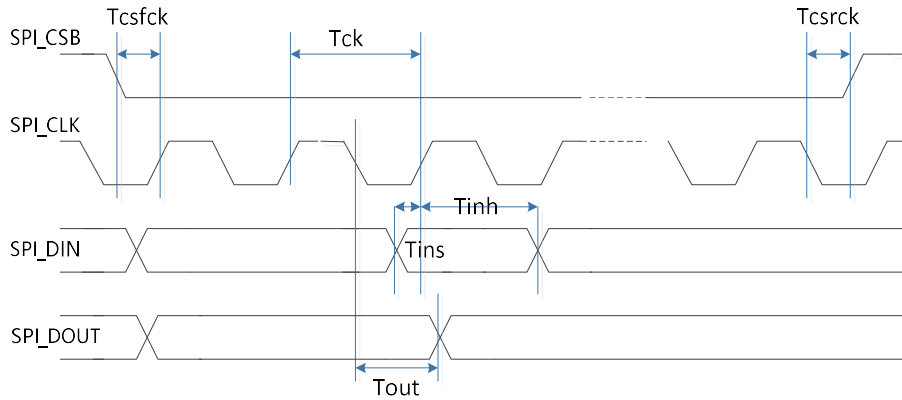 Tcsfck
Tcsrck
SPI_CSB
Tck
SPI_CLK
Tinh
SPI_DIN
Tins
SPI_DOUT
Tout